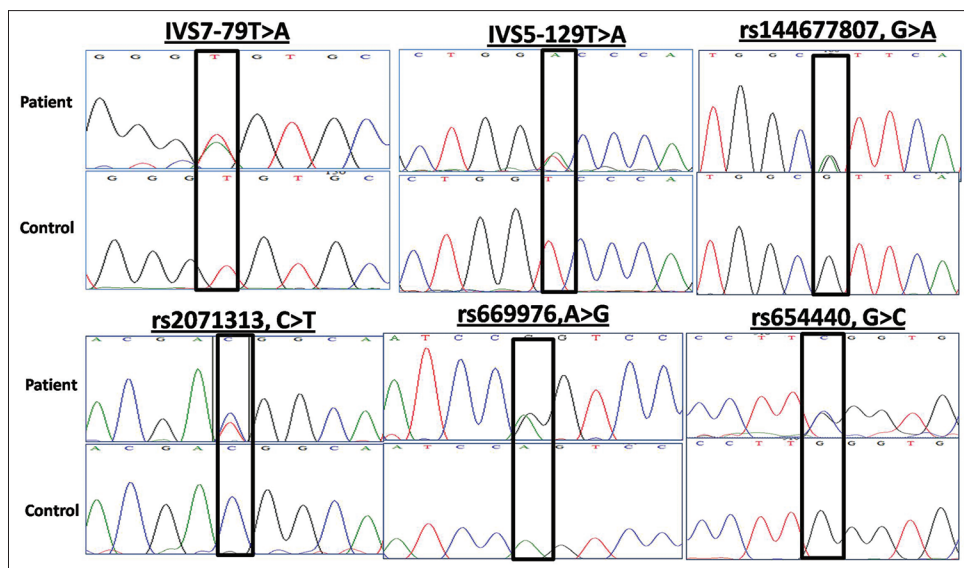 IVS7-79T>A
IVS5-129T>A
rs144677807, G>A
Patient
G G G T G T G C
C T G G A C C C A
T G G C T T C A
Control
G G G T G T G C
C T G G T C C C A
T G G C G T T C A
rs2071313, C>T
rs669976,A>G
rs654440, G>C
Patient
A C G A C G G C A
A T C C G T C C
C C T T C G G T G
Control
A C G A C G G C A
A T C C A G T C C
C C T T G G G T G